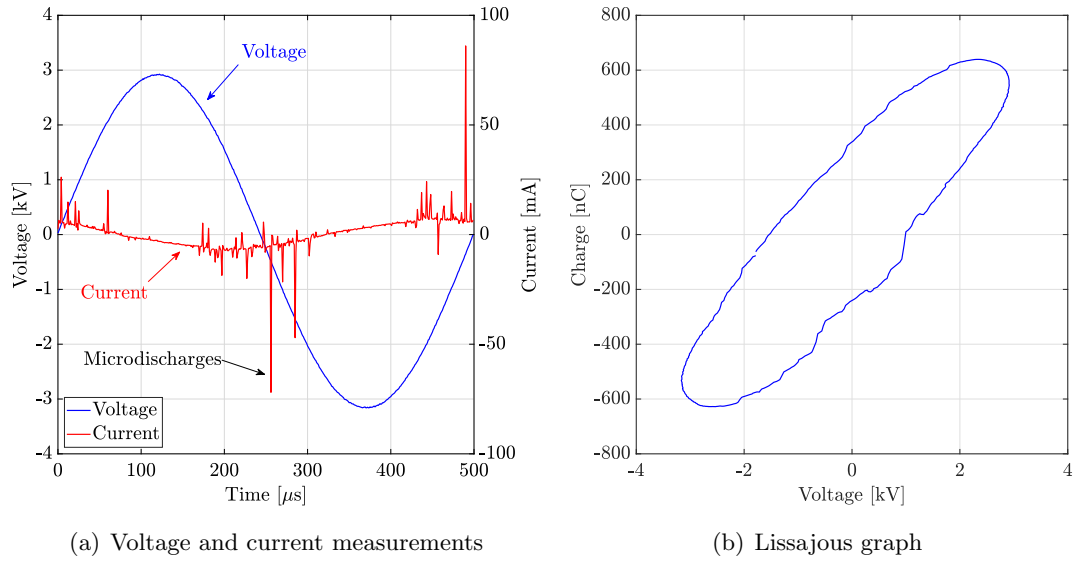 Voltage [kV]
4
3
2
1
0
-1
-2
-3
-4
0 100 200 300 400 500
Time [μs]
100
50
0
-50
-100
Current [mA]
Voltage
Current
Microdischarges
Voltage
Current
(a) Voltage and current measurements
Charge [nC]
800
600
400
200
0
-200
-400
-600
-800
-4 -2 0 2 4
Voltage [kV]
(b) Lissajous graph